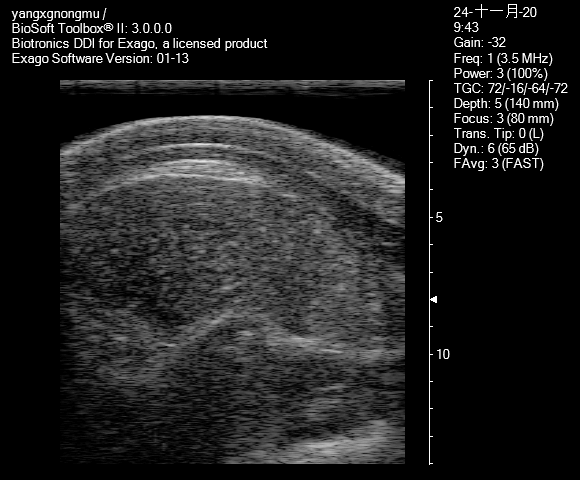 yangxgnongmu /
BioSoft Toolbox® II: 3.0.0.0
Biotronics DDI for Exago, a licensed product
Exago Software Version: 01-13
24-十一月-20
9:43
Gain: -32
Freq: 1 (3.5 MHz)
Power: 3 (100%)
TGC: 72/-16/-64/-72
Depth: 5 (140 mm)
Focus: 3 (80 mm)
Trans. Tip: 0 (L)
Dyn.: 6 (65 dB)
FAvg: 3 (FAST)
5
10